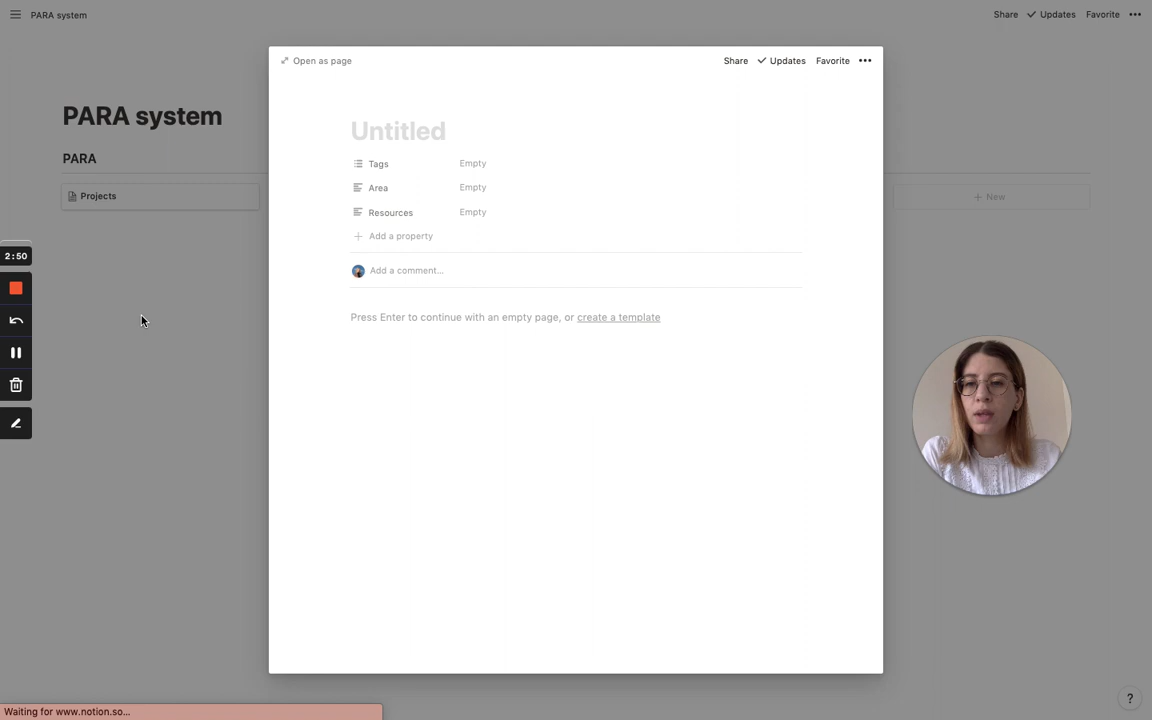 PARA system
Share
Updates
Favorite
Open as page
Share
Updates
Favorite
PARA system
Untitled
PARA
Tags
Empty
Area
Empty
Projects
+ New
Resources
Empty
Add a property
2:50
Add a comment...
Press Enter to continue with an empty page, or create a template
?
Waiting for www.notion.so...